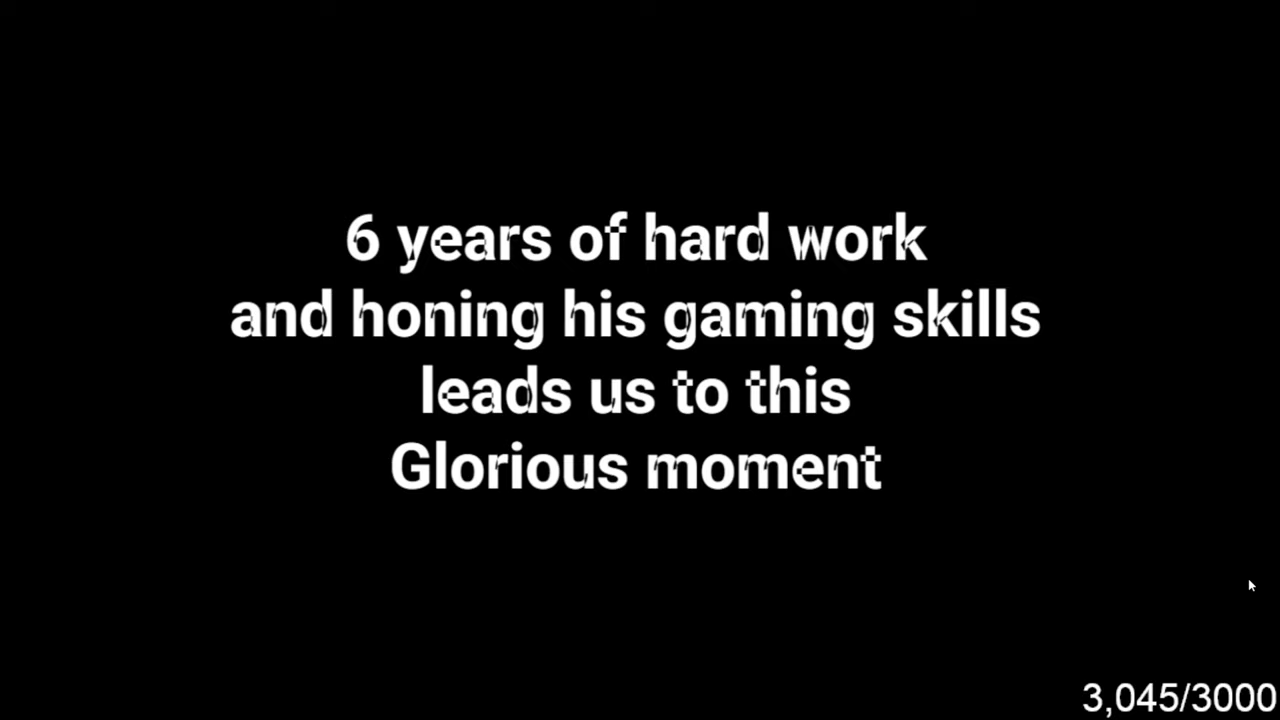 6 years of hard work
and honing his gaming skills
leads us to this
Glorious moment
3,045/3000